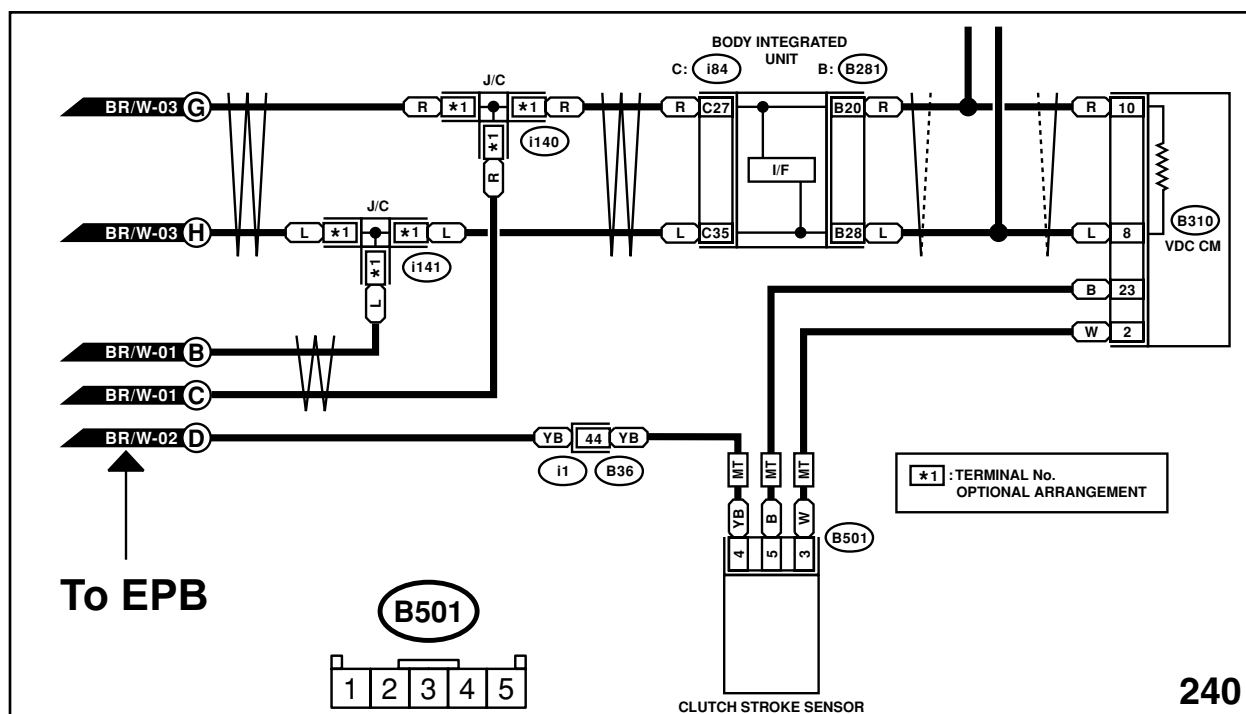 BODY INTEGRATED
UNIT
C: i84 B: B281
J/C
BR/W-03 G R *1 *1 R R C27 B20 R R 10
*1 i140
R
I/F
J/C
BR/W-03 H L *1 *1 L L C35 B28 L L 8
B310
VDC CM
*1 i141
L
B 23
W 2
BR/W-01 B
BR/W-01 C
BR/W-02 D YB 44 YB
i1 B36
MT MT MT
*1 : TERMINAL No.
OPTIONAL ARRANGEMENT
YB B W
B501
4 5 3
To EPB
B501
1 2 3 4 5
CLUTCH STROKE SENSOR
240